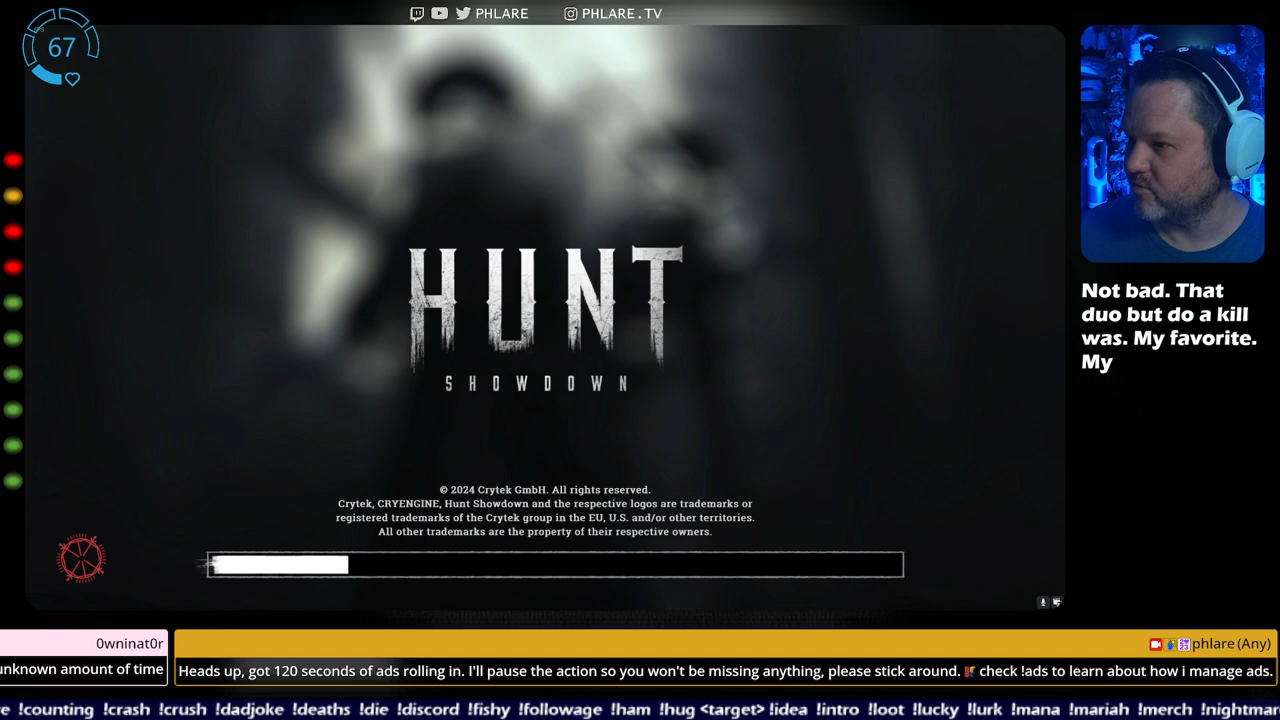 PHLARE PHLARE.TV
67
HUNT
SHOWDOWN
© 2024 Crytek GmbH. All rights reserved.
Crytek, CRYENGINE, Hunt Showdown and the respective logos are trademarks or
registered trademarks of the Crytek group in the EU, U.S. and/or other territories.
All other trademarks are the property of their respective owners.
Not bad. That
duo but do a kill
was. My favorite.
My
0wninat0r
unknown amount of time
phlare (Any)
Heads up, got 120 seconds of ads rolling in. I'll pause the action so you won't be missing anything, please stick around. check !ads to learn about how i manage ads.
e !counting !crash !crush !dadjoke !deaths !die !discord !fishy !followage !ham !hug <target> !idea !intro !loot !lucky !lurk !mana !mariah !merch !nightmar